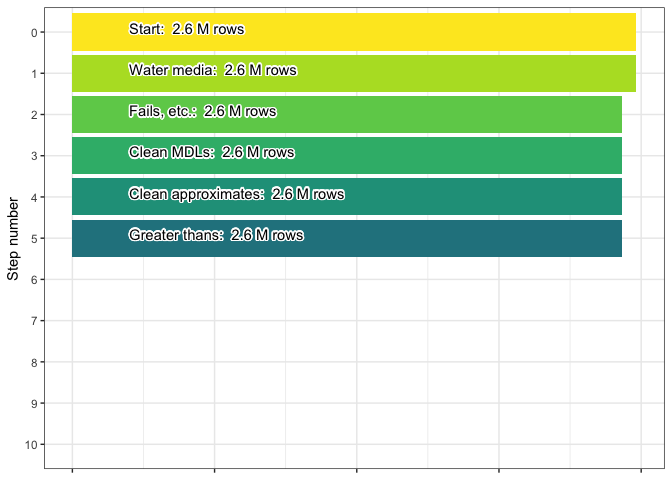 0
Start:  2.6 M rows
1
Water media:  2.6 M rows
2
Fails, etc.:  2.6 M rows
3
Clean MDLs:  2.6 M rows
4
Clean approximates:  2.6 M rows
5
Greater thans:  2.6 M rows
6
7
8
9
10
Step number